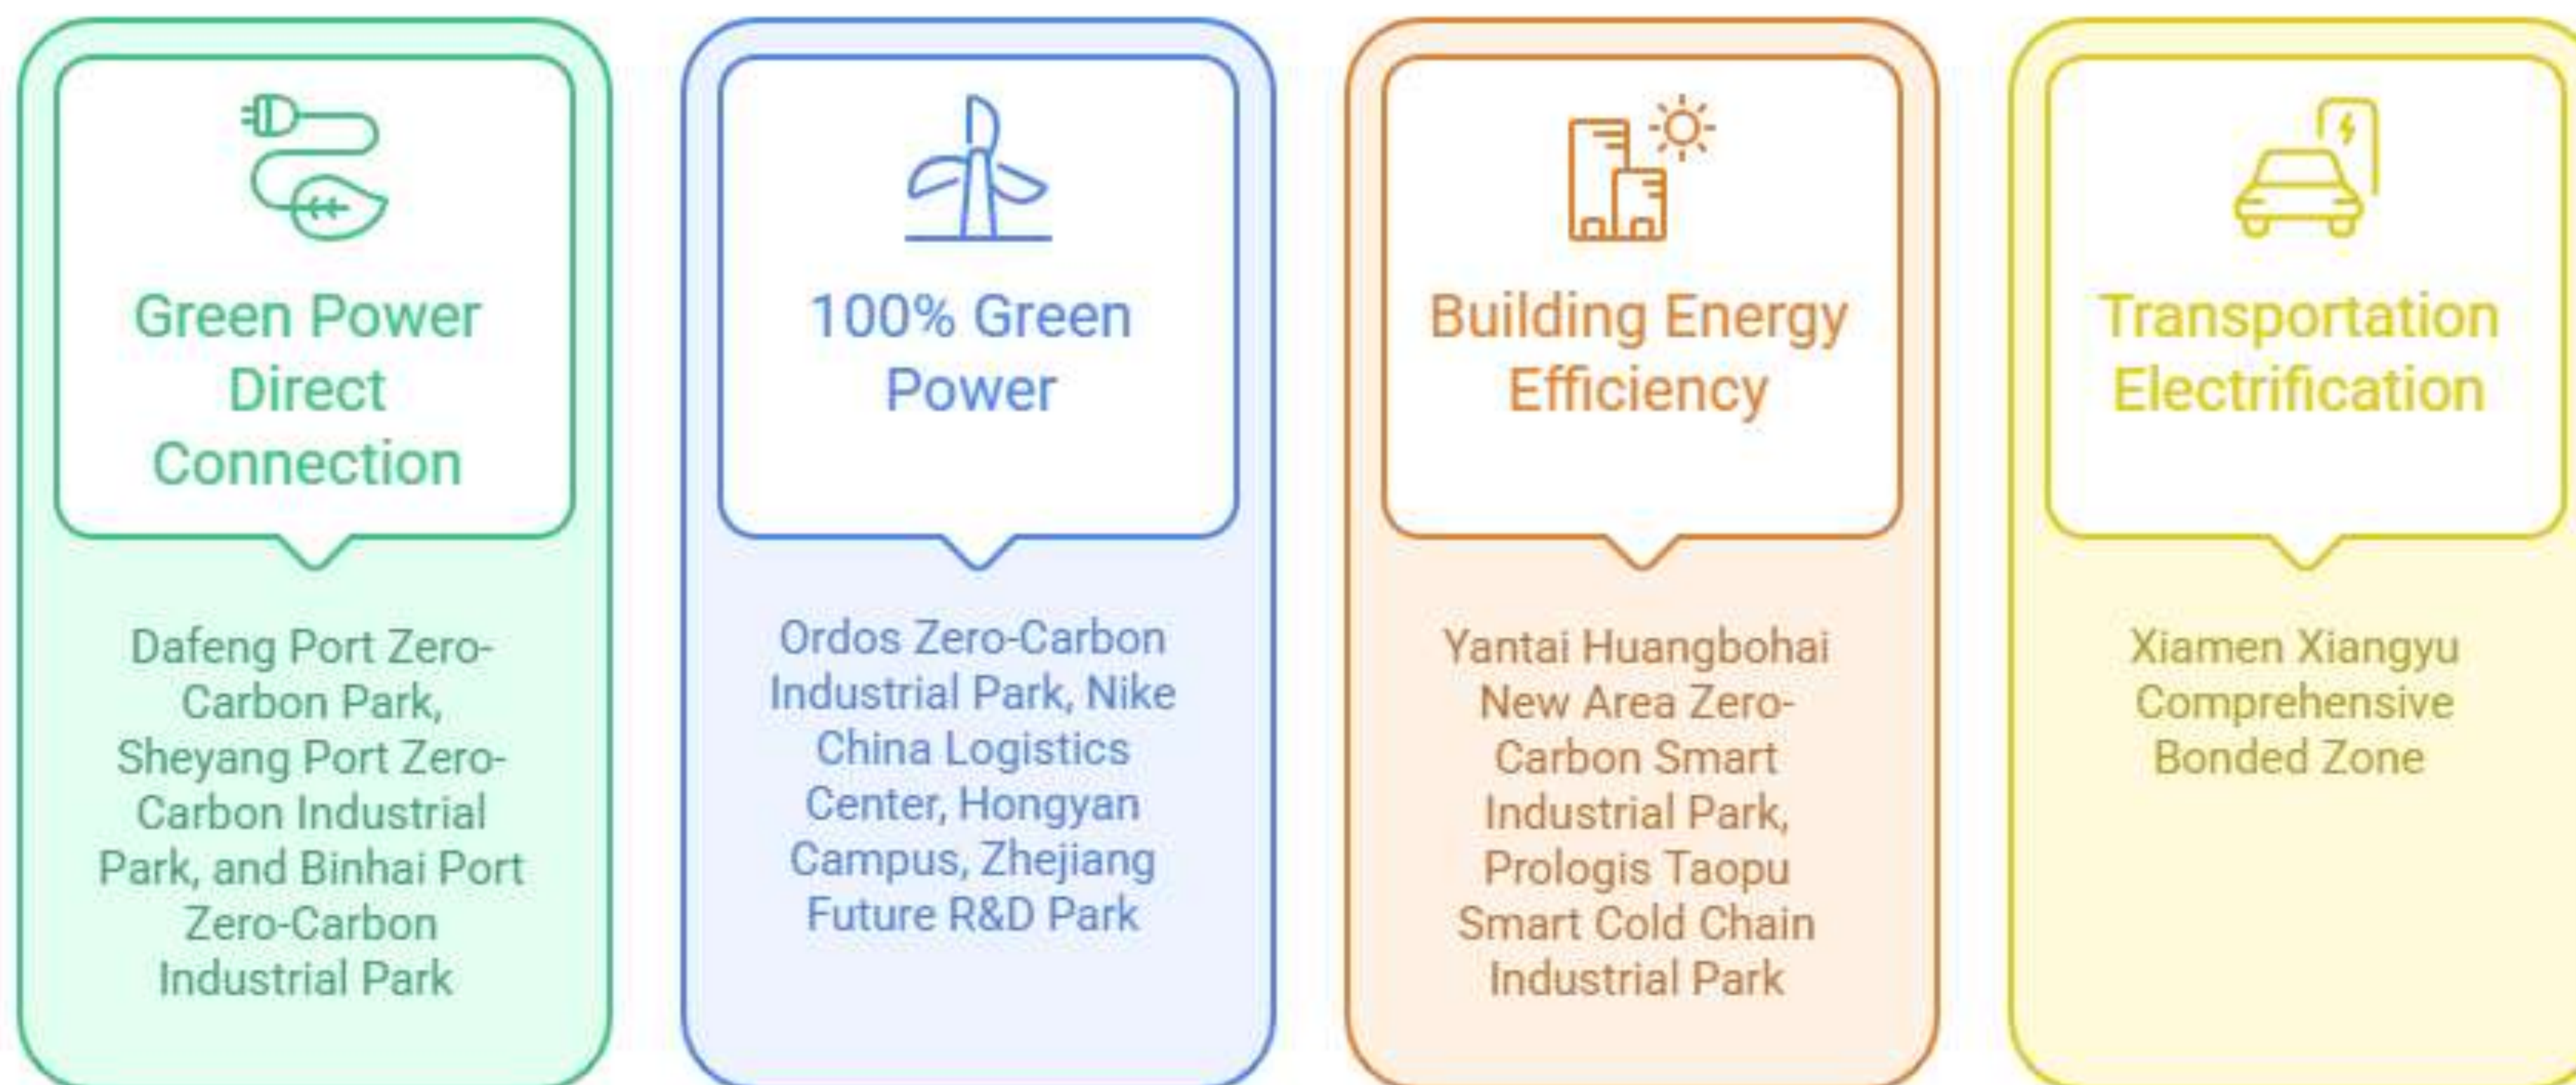 Green Power
Direct
Connection
Dafeng Port Zero-
Carbon Park,
Sheyang Port Zero-
Carbon Industrial
Park, and Binhai Port
Zero-Carbon
Industrial Park
100% Green
Power
Ordos Zero-Carbon
Industrial Park, Nike
China Logistics
Center, Hongyan
Campus, Zhejiang
Future R&D Park
Building Energy
Efficiency
Yantai Huangbohai
New Area Zero-
Carbon Smart
Industrial Park,
Prologis Taopu
Smart Cold Chain
Industrial Park
Transportation
Electrification
Xiamen Xiangyu
Comprehensive
Bonded Zone